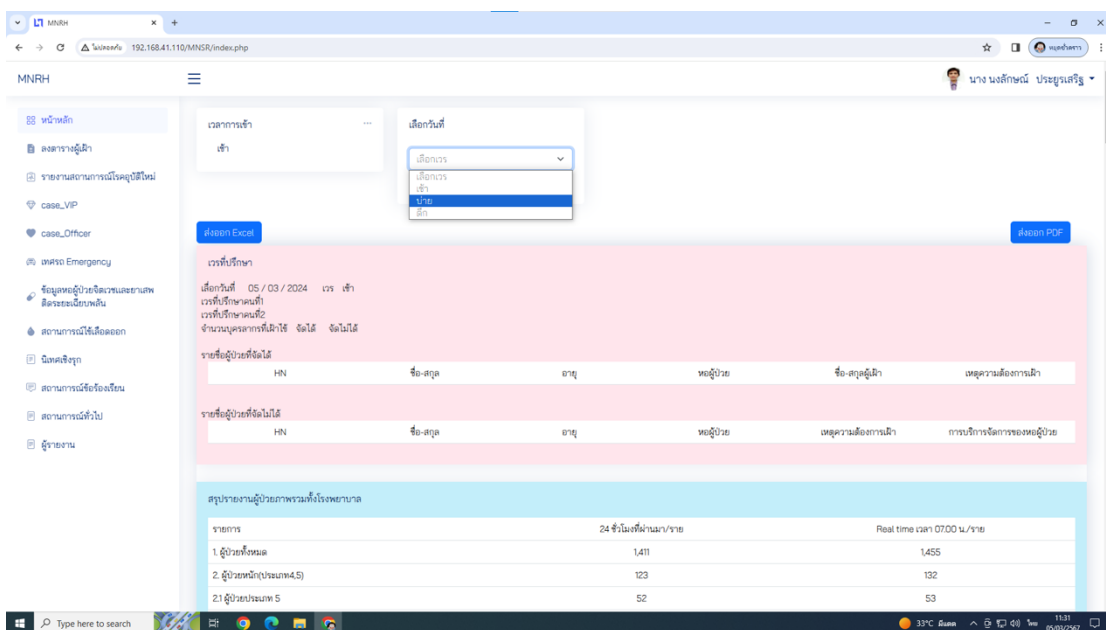 MNRH
ไม่ปลอดภัย 192.168.41.110/MNSR/index.php
MNRH
นาง นงลักษณ์ ประยูรเสริฐ
หน้าหลัก
ลงตารางผู้เฝ้า
รายงานสถานการณ์โรคอุบัติใหม่
case_VIP
case_Officer
เทศรถ Emergency
ข้อมูลหอผู้ป่วยจิตเวชและยาเสพ
ติดระยะเฉียบพลัน
สถานการณ์ไข้เลือดออก
นิเทศเชิงรุก
สถานการณ์ข้อร้องเรียน
สถานการณ์ทั่วไป
ผู้รายงาน
เวลาการเช้า ...
เช้า
เลือกวันที่
เลือกเวร
เลือกเวร
เช้า
บ่าย
ดึก
ส่งออก Excel
ส่งออก PDF
เวรที่ปรึกษา
เลือกวันที่ 05 / 03 / 2024 เวร เช้า
เวรที่ปรึกษาคนที่1
เวรที่ปรึกษาคนที่2
จำนวนบุคลากรที่เฝ้าไข้ จัดได้ จัดไม่ได้
รายชื่อผู้ป่วยที่จัดได้
HN ชื่อ-สกุล อายุ หอผู้ป่วย ชื่อ-สกุลผู้เฝ้า เหตุความต้องการเฝ้า
รายชื่อผู้ป่วยที่จัดไม่ได้
HN ชื่อ-สกุล อายุ หอผู้ป่วย เหตุความต้องการเฝ้า การบริการจัดการของหอผู้ป่วย
สรุปรายงานผู้ป่วยภาพรวมทั้งโรงพยาบาล
รายการ 24 ชั่วโมงที่ผ่านมา/ราย Real time เวลา 07.00 น./ราย
1. ผู้ป่วยทั้งหมด 1,411 1,455
2. ผู้ป่วยหนัก(ประเภท4,5) 123 132
2.1 ผู้ป่วยประเภท 5 52 53
Type here to search
33°C มีแดด
ไทย
11:31
05/03/2567